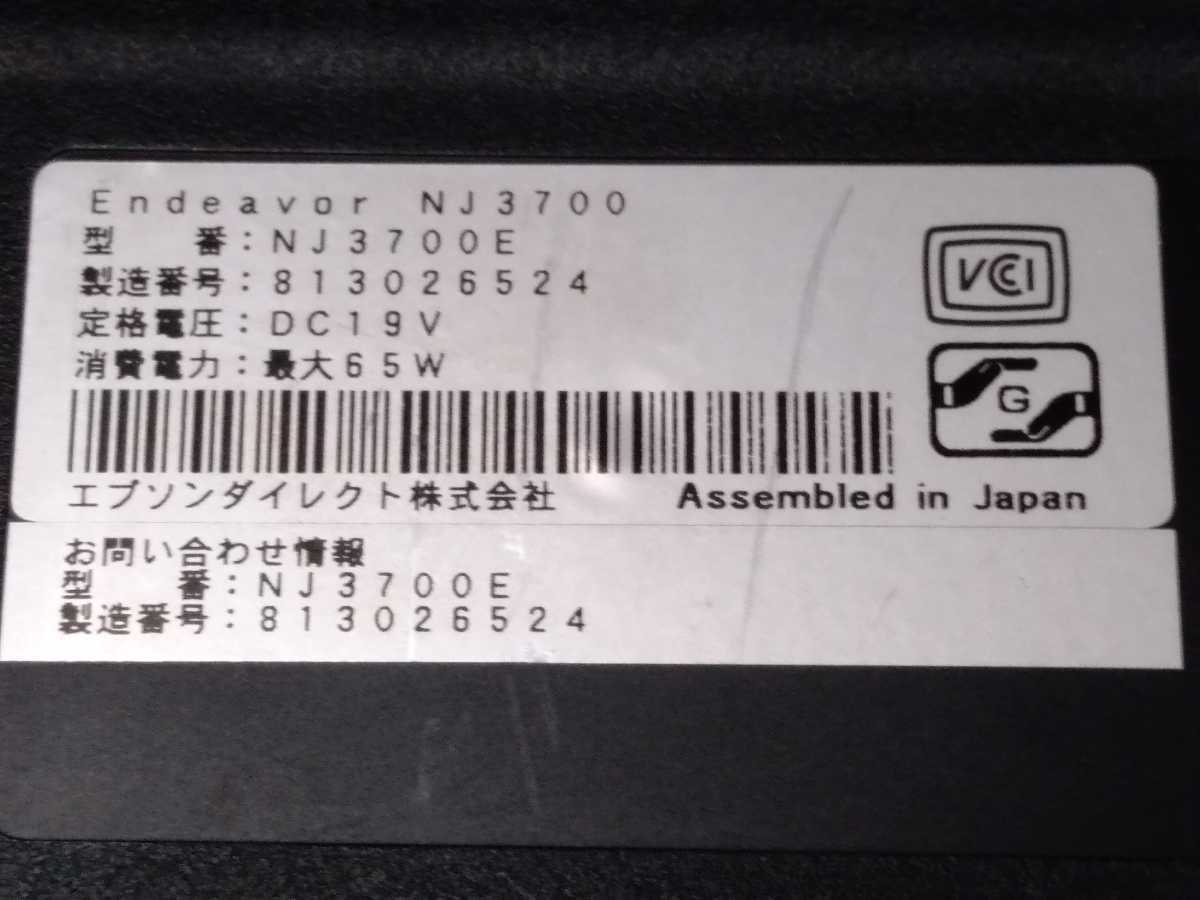 Endeavor NJ3700
型　番：NJ3700E
製造番号：813026524
定格電圧：DC19V
消費電力：最大65W
VCCI
G
エプソンダイレクト株式会社 Assembled in Japan
お問い合わせ情報
型　番：NJ3700E
製造番号：813026524